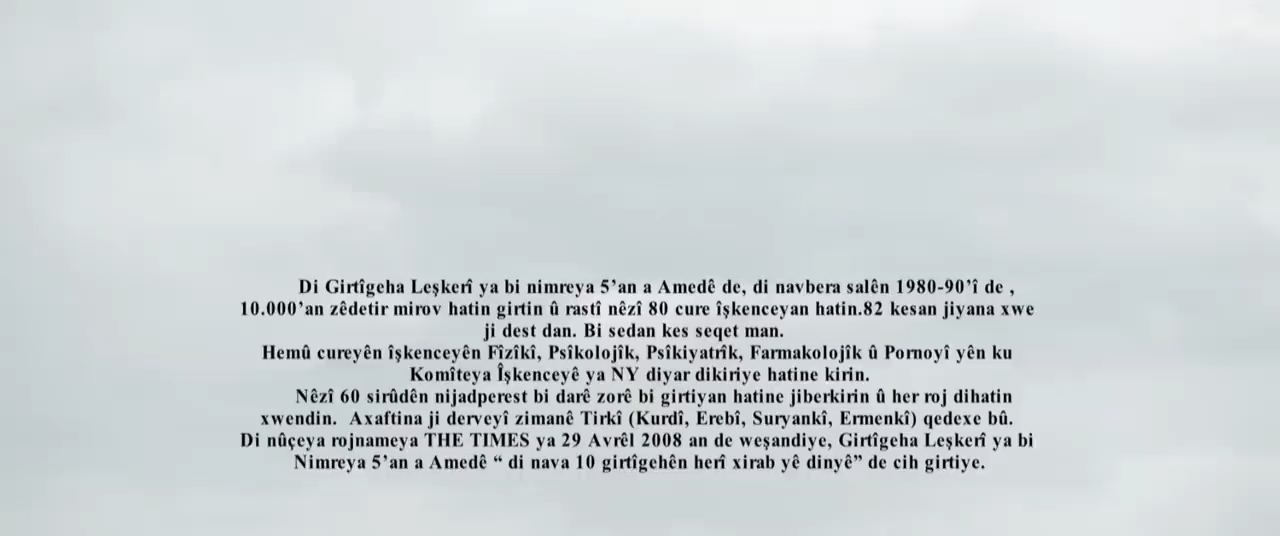 Di Girtîgeha Leşkerî ya bi nimreya 5’an a Amedê de, di navbera salên 1980-90’î de ,
10.000’an zêdetir mirov hatin girtin û rastî nêzî 80 cure îşkenceyan hatin.82 kesan jiyana xwe
ji dest dan. Bi sedan kes seqet man.
Hemû cureyên îşkenceyên Fîzîkî, Psîkolojîk, Psîkiyatrîk, Farmakolojîk û Pornoyî yên ku
Komîteya Îşkenceyê ya NY diyar dikiriye hatine kirin.
Nêzî 60 sirûdên nijadperest bi darê zorê bi girtiyan hatine jiberkirin û her roj dihatin
xwendin.  Axaftina ji derveyî zimanê Tirkî (Kurdî, Erebî, Suryankî, Ermenkî) qedexe bû.
Di nûçeya rojnameya THE TIMES ya 29 Avrêl 2008 an de weşandiye, Girtîgeha Leşkerî ya bi
Nimreya 5’an a Amedê “ di nava 10 girtîgehên herî xirab yê dinyê” de cih girtiye.